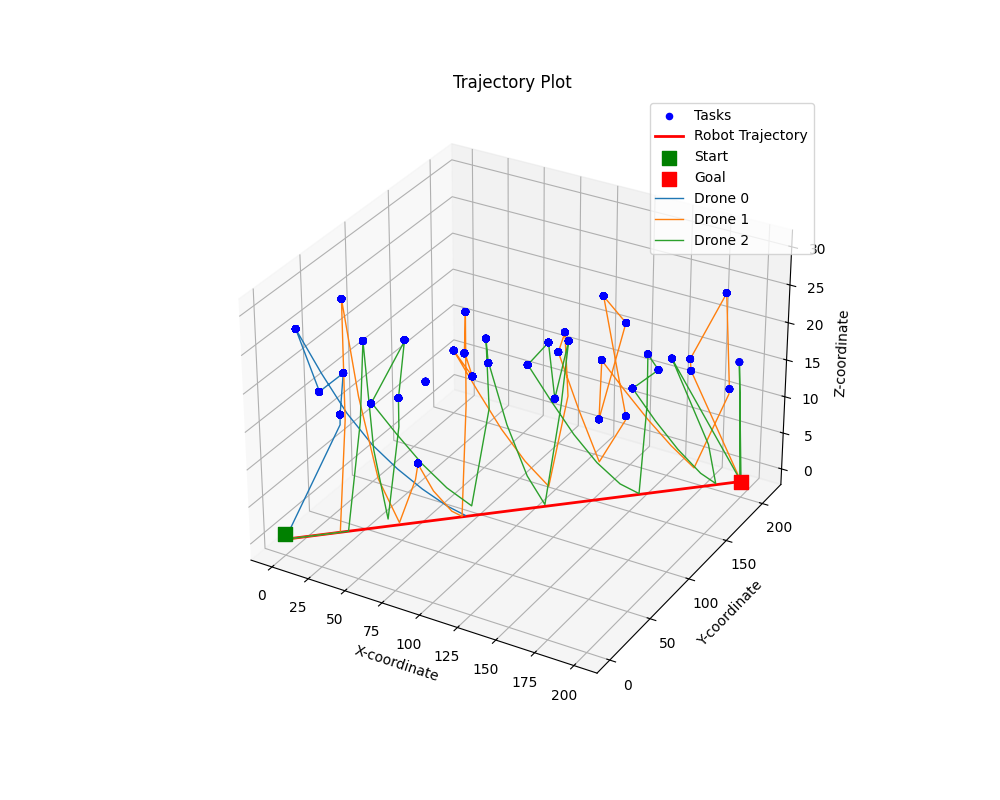 Trajectory Plot
Tasks
Robot Trajectory
Start
Goal
Drone 0
Drone 1
Drone 2
30
25
20
15
10
5
0
Z-coordinate
0
25
50
75
100
125
150
175
200
X-coordinate
0
50
100
150
200
Y-coordinate